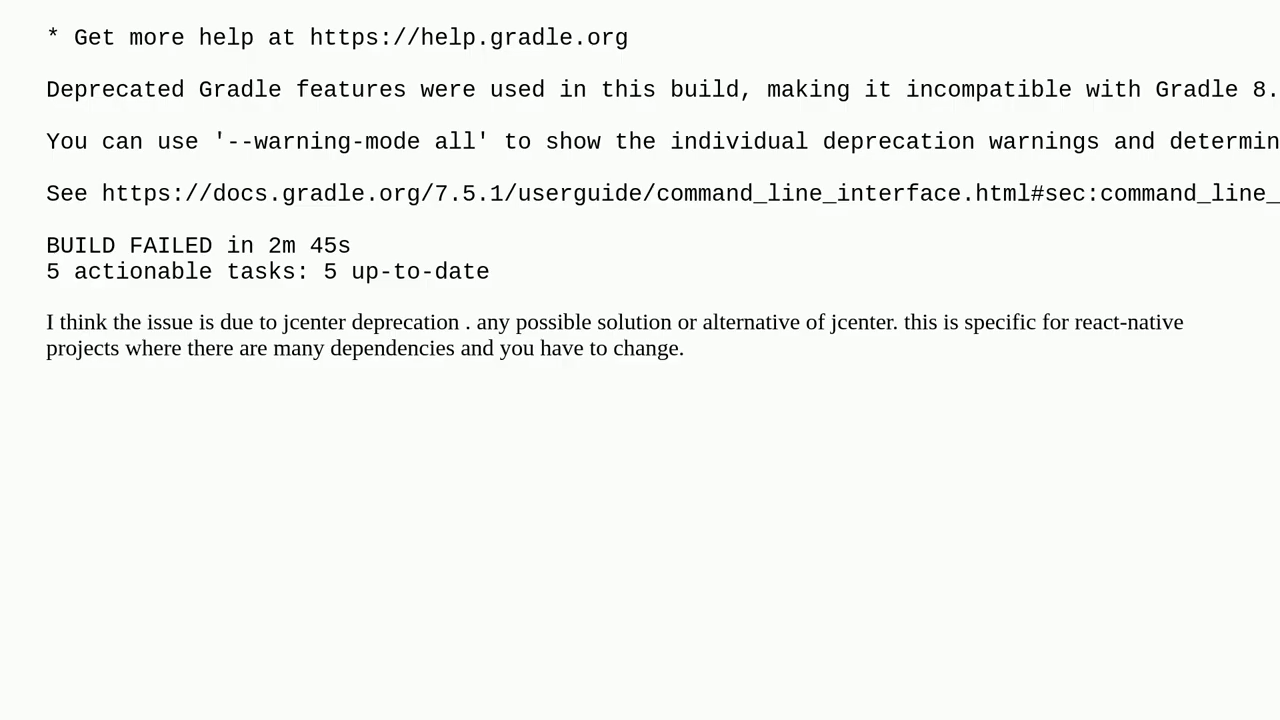 * Get more help at https://help.gradle.org
Deprecated Gradle features were used in this build, making it incompatible with Gradle 8.
You can use '--warning-mode all' to show the individual deprecation warnings and determin
See https://docs.gradle.org/7.5.1/userguide/command_line_interface.html#sec:command_line_
BUILD FAILED in 2m 45s
5 actionable tasks: 5 up-to-date
I think the issue is due to jcenter deprecation . any possible solution or alternative of jcenter. this is specific for react-native
projects where there are many dependencies and you have to change.